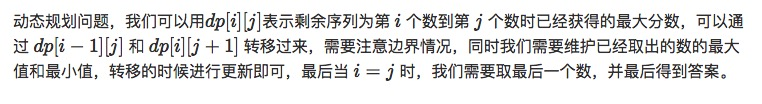 动态规划问题，我们可以用dp[i][j]表示剩余序列为第 i 个数到第 j 个数时已经获得的最大分数，可以通
过 dp[i − 1][j] 和 dp[i][j + 1] 转移过来，需要注意边界情况，同时我们需要维护已经取出的数的最大
值和最小值，转移的时候进行更新即可，最后当 i = j 时，我们需要取最后一个数，并最后得到答案。